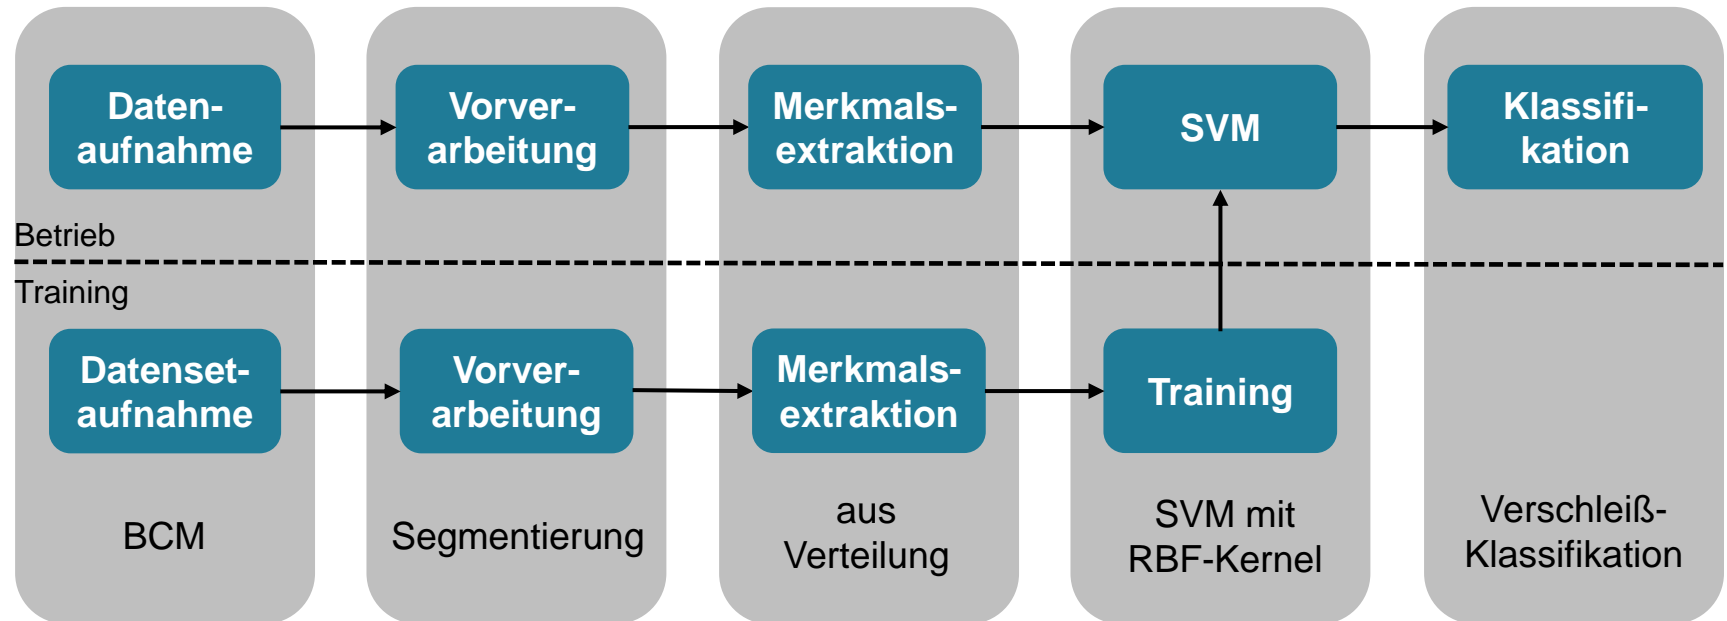 Daten-
aufnahme
Vorver-
arbeitung
Merkmals-
extraktion
SVM
Klassifi-
kation
Betrieb
Training
Datenset-
aufnahme
Vorver-
arbeitung
Merkmals-
extraktion
Training
BCM
Segmentierung
aus
Verteilung
SVM mit
RBF-Kernel
Verschleiß-
Klassifikation